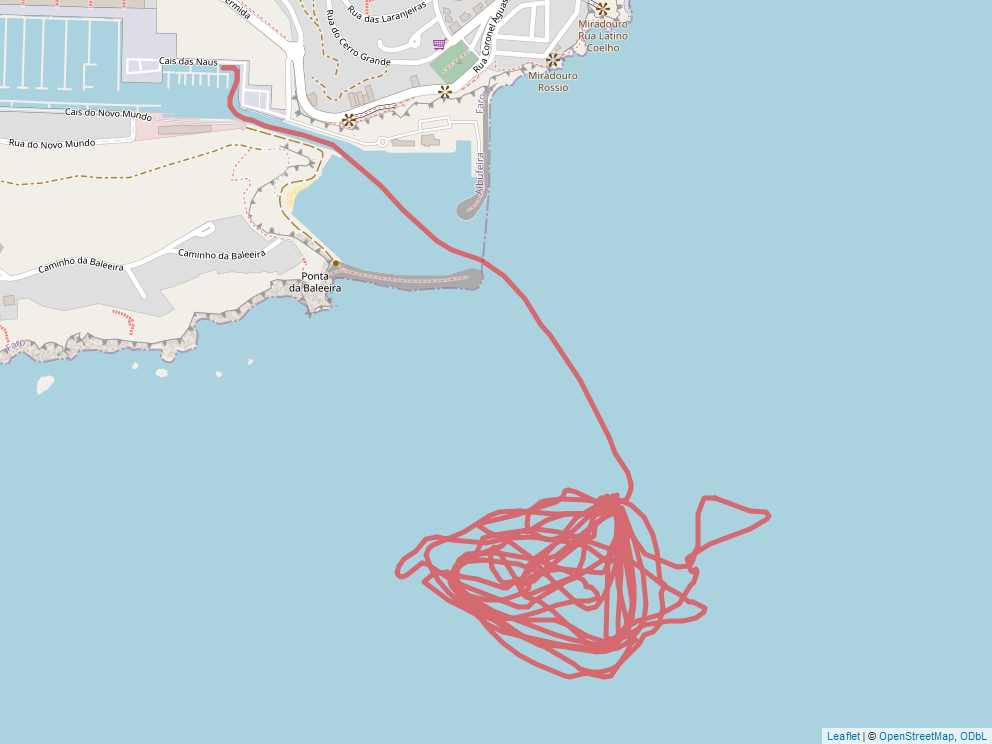 Ermida
Rua das Laranjeiras
Rua do Cerro Grande
Rua Coronel Águas
Miradouro
Rua Latino
Coelho
Cais das Naus
Miradouro
Rossio
Faro
Cais do Novo Mundo
Rua do Novo Mundo
Albufeira
Caminho da Baleeira
Caminho da Baleeira
Ponta
da Baleeira
Faro
Leaflet | © OpenStreetMap, ODbL